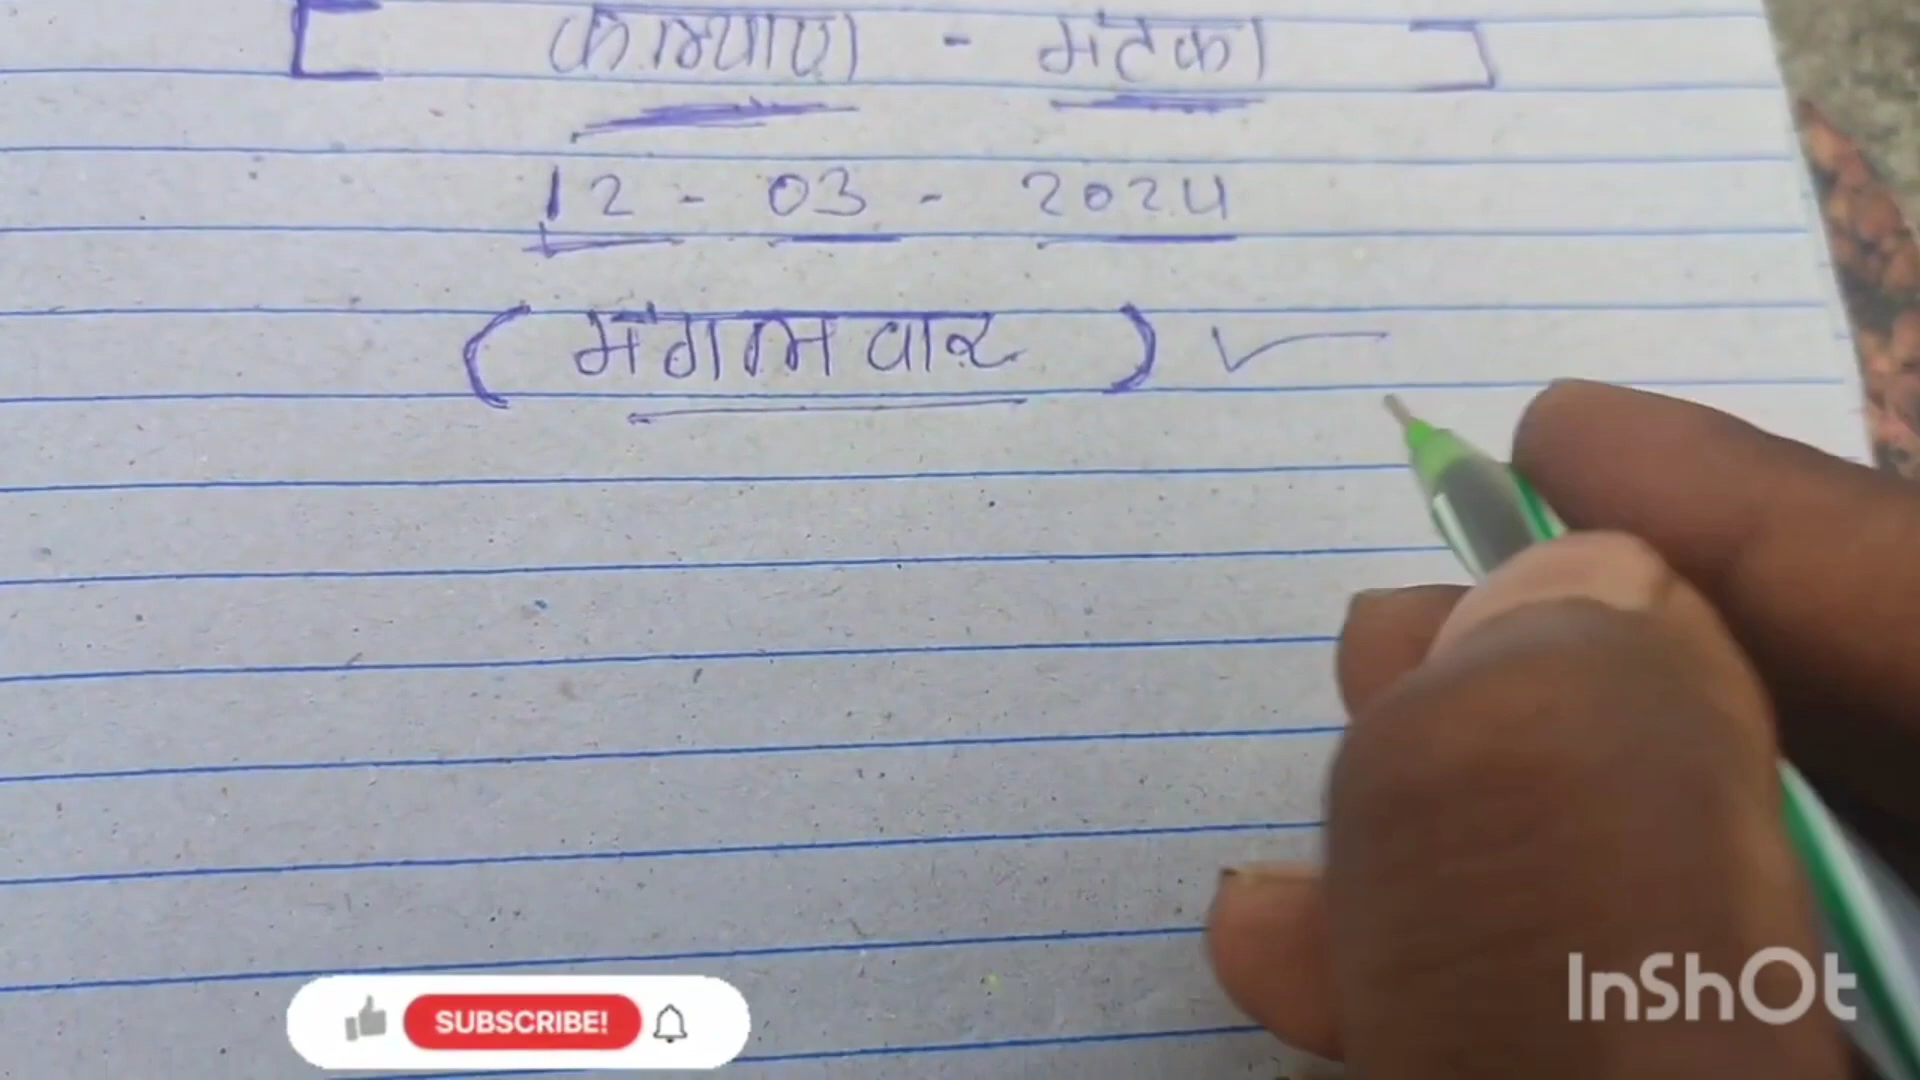 [ कल्याण - मटका ]
12 - 03 - 2024
( मंगलवार )
SUBSCRIBE!
InShOt